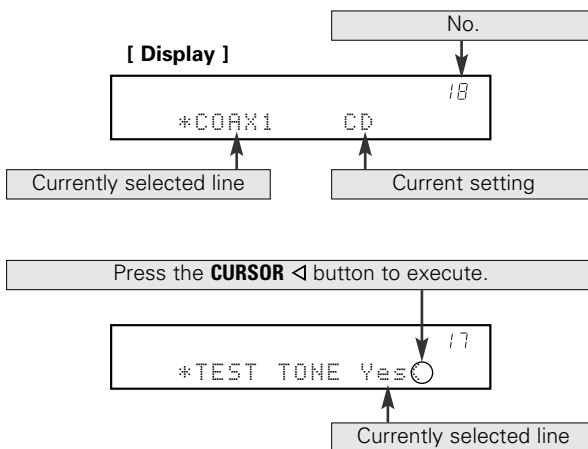 No.
[ Display ]
18
*COAX1 CD
Currently selected line
Current setting
Press the CURSOR ◁ button to execute.
17
*TEST TONE Yes
Currently selected line